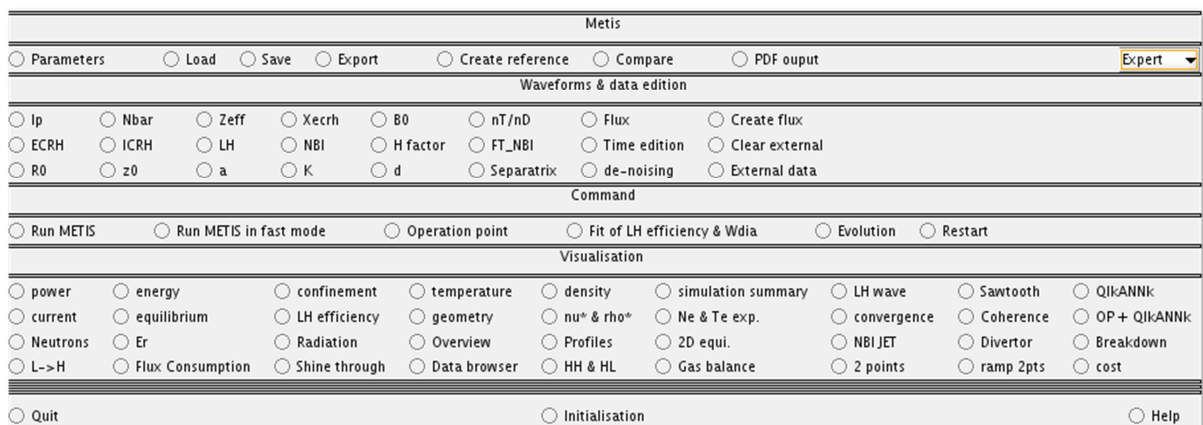 Metis
Parameters Load Save Export Create reference Compare PDF ouput Expert
Waveforms & data edition
Ip Nbar Zeff Xecrh B0 nT/nD Flux Create flux
ECRH ICRH LH NBI H factor FT_NBI Time edition Clear external
R0 z0 a K d Separatrix de-noising External data
Command
Run METIS Run METIS in fast mode Operation point Fit of LH efficiency & Wdia Evolution Restart
Visualisation
power energy confinement temperature density simulation summary LH wave Sawtooth QlkANNk
current equilibrium LH efficiency geometry nu* & rho* Ne & Te exp. convergence Coherence OP + QlkANNk
Neutrons Er Radiation Overview Profiles 2D equi. NBI JET Divertor Breakdown
L->H Flux Consumption Shine through Data browser HH & HL Gas balance 2 points ramp 2pts cost
Quit Initialisation Help